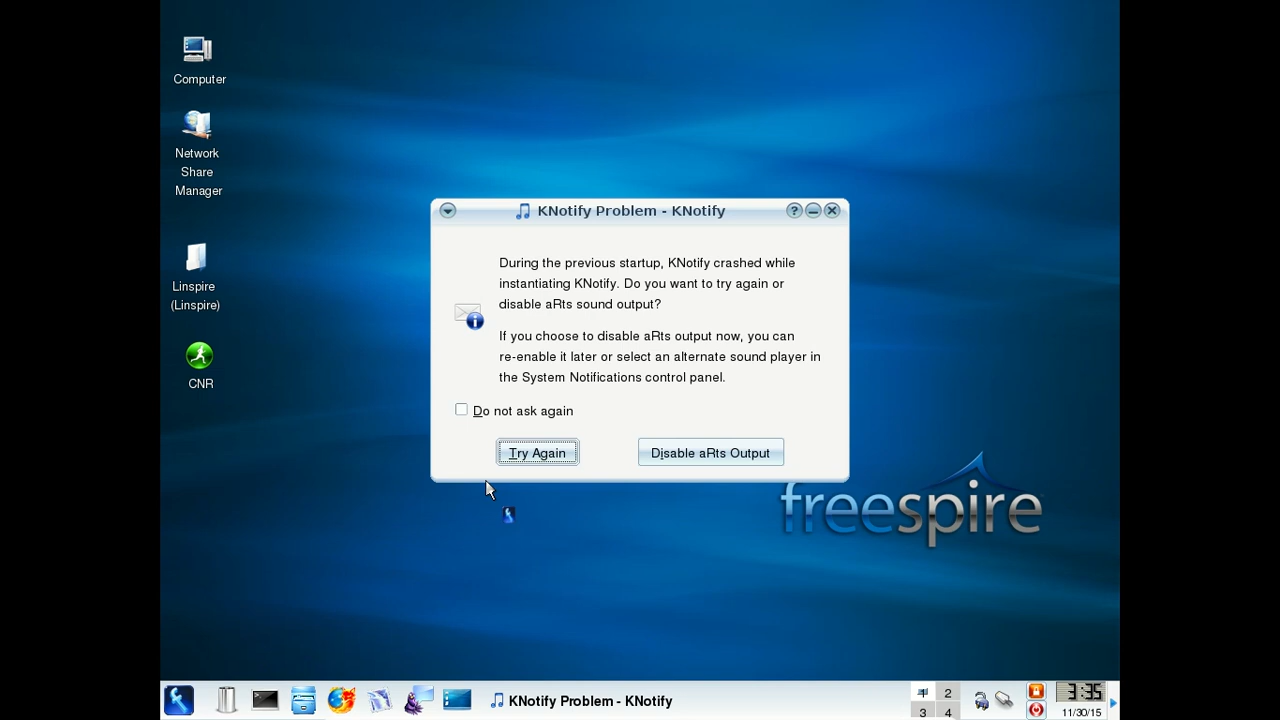 Computer
Network
Share
Manager
Linspire
(Linspire)
CNR
KNotify Problem - KNotify
During the previous startup, KNotify crashed while
instantiating KNotify. Do you want to try again or
disable aRts sound output?
If you choose to disable aRts output now, you can
re-enable it later or select an alternate sound player in
the System Notifications control panel.
Do not ask again
Try Again
Disable aRts Output
freespire
KNotify Problem - KNotify
2
3 4
3:35
11/30/15